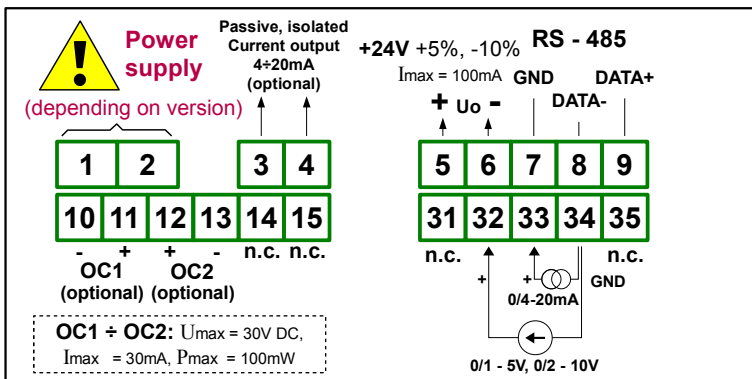 Power
supply
(depending on version)
Passive, isolated
Current output
4÷20mA
(optional)
+24V +5%, -10%
Imax = 100mA
+ Uo -
RS - 485
GND DATA+
DATA-
1 2 3 4 5 6 7 8 9
10 11 12 13 14 15 31 32 33 34 35
- + + - n.c. n.c. n.c. n.c.
OC1 OC2
(optional) (optional)
+ + GND
0/4-20mA
0/1 - 5V, 0/2 - 10V
OC1 ÷ OC2: Umax = 30V DC,
Imax = 30mA, Pmax = 100mW